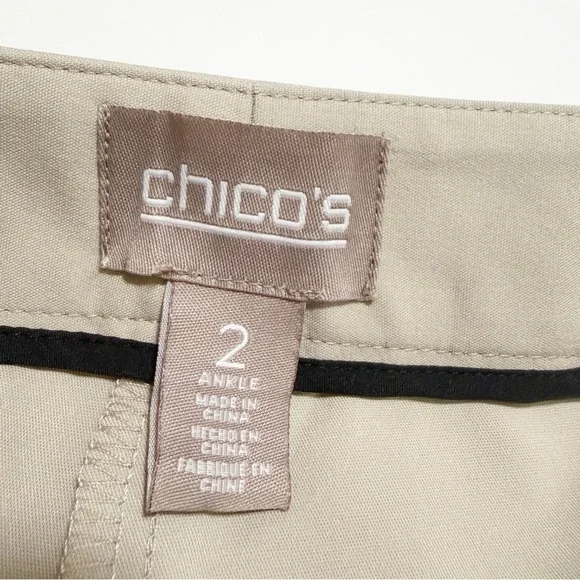 chico's
2
ANKLE
MADE IN
CHINA
HECHO EN
CHINA
FABRIQUÉ EN
CHINE